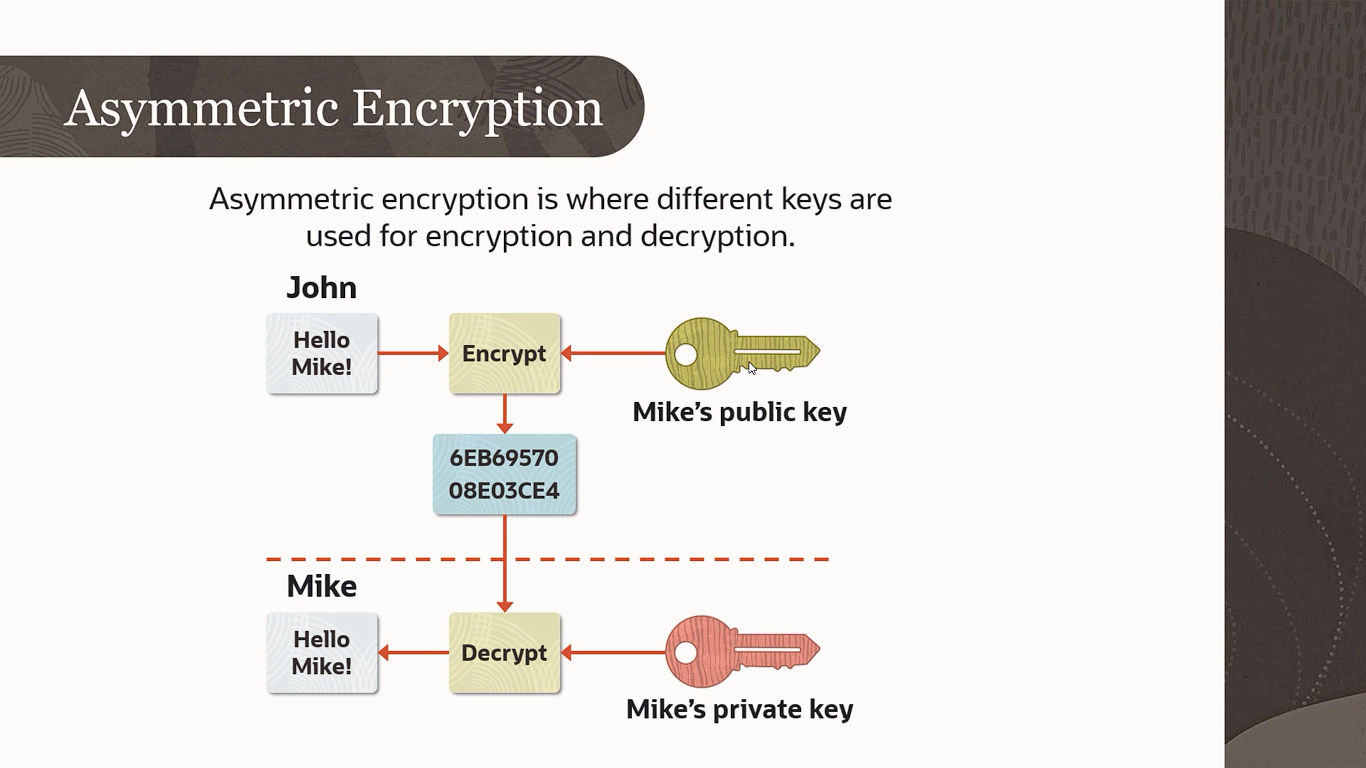 Asymmetric Encryption
Asymmetric encryption is where different keys are
used for encryption and decryption.
John
Hello
Mike!
Encrypt
Mike’s public key
6EB69570
08E03CE4
Mike
Hello
Mike!
Decrypt
Mike’s private key